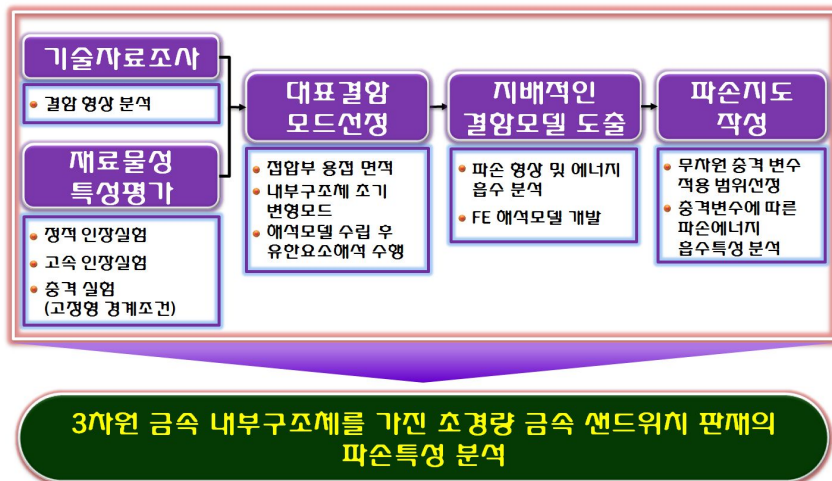 기술자료조사
결함 형상 분석
재료물성
특성평가
정적 인장실험
고속 인장실험
충격 실험
(고정형 경계조건)
대표결함
모드선정
접합부 용접 면적
내부구조체 초기
변형모드
해석모델 수립 후
유한요소해석 수행
지배적인
결함모델 도출
파손 형상 및 에너지
흡수 분석
FE 해석모델 개발
파손지도
작성
무차원 충격 변수
적용 범위선정
충격변수에 따른
파손에너지
흡수특성 분석
3차원 금속 내부구조체를 가진 초경량 금속 샌드위치 판재의
파손특성 분석